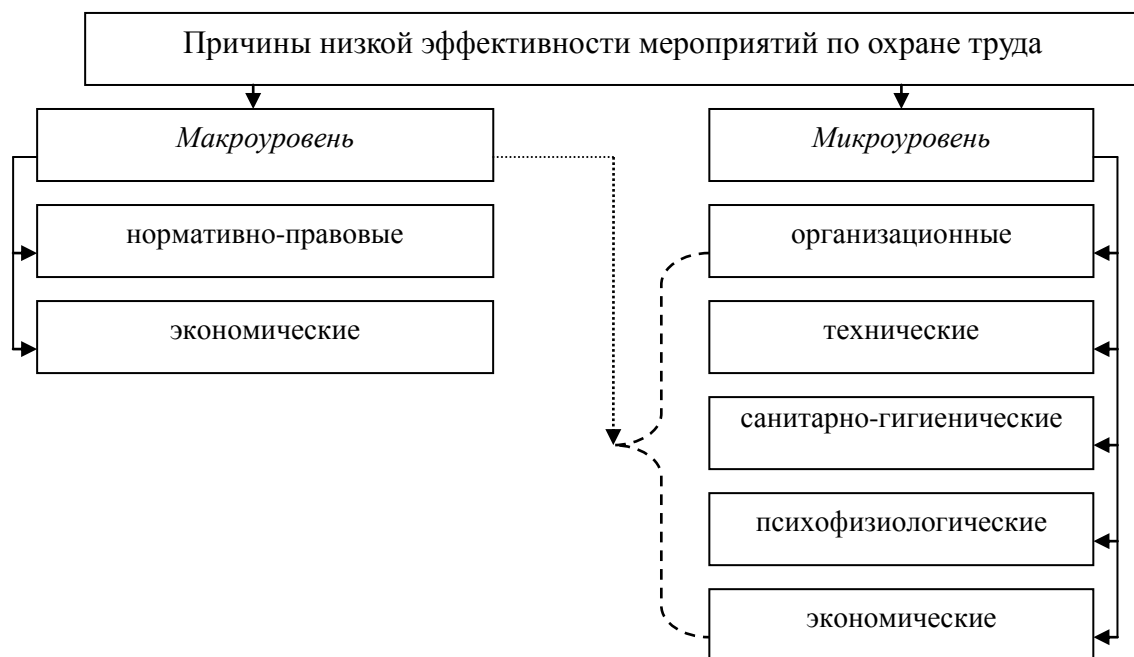 Причины низкой эффективности мероприятий по охране труда
Макроуровень
нормативно-правовые
экономические
Микроуровень
организационные
технические
санитарно-гигиенические
психофизиологические
экономические